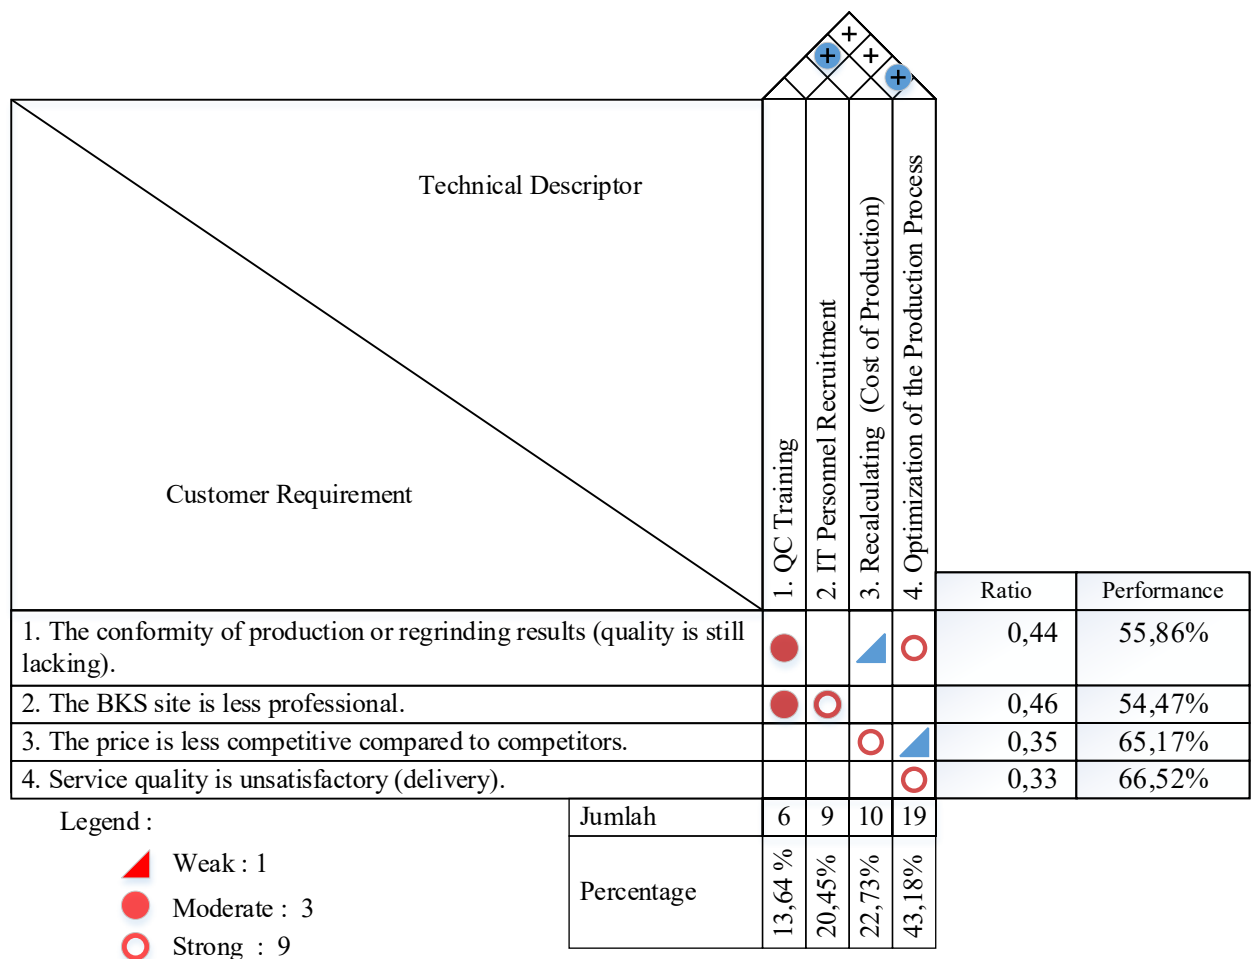 +
+
+
+
Technical Descriptor
Customer Requirement
1. QC Training
2. IT Personnel Recruitment
3. Recalculating (Cost of Production)
4. Optimization of the Production Process
Ratio
Performance
1. The conformity of production or regrinding results (quality is still
lacking).
0,44
55,86%
2. The BKS site is less professional.
0,46
54,47%
3. The price is less competitive compared to competitors.
0,35
65,17%
4. Service quality is unsatisfactory (delivery).
0,33
66,52%
Jumlah
6
9
10
19
Percentage
13,64 %
20,45%
22,73%
43,18%
Legend :
Weak : 1
Moderate : 3
Strong : 9